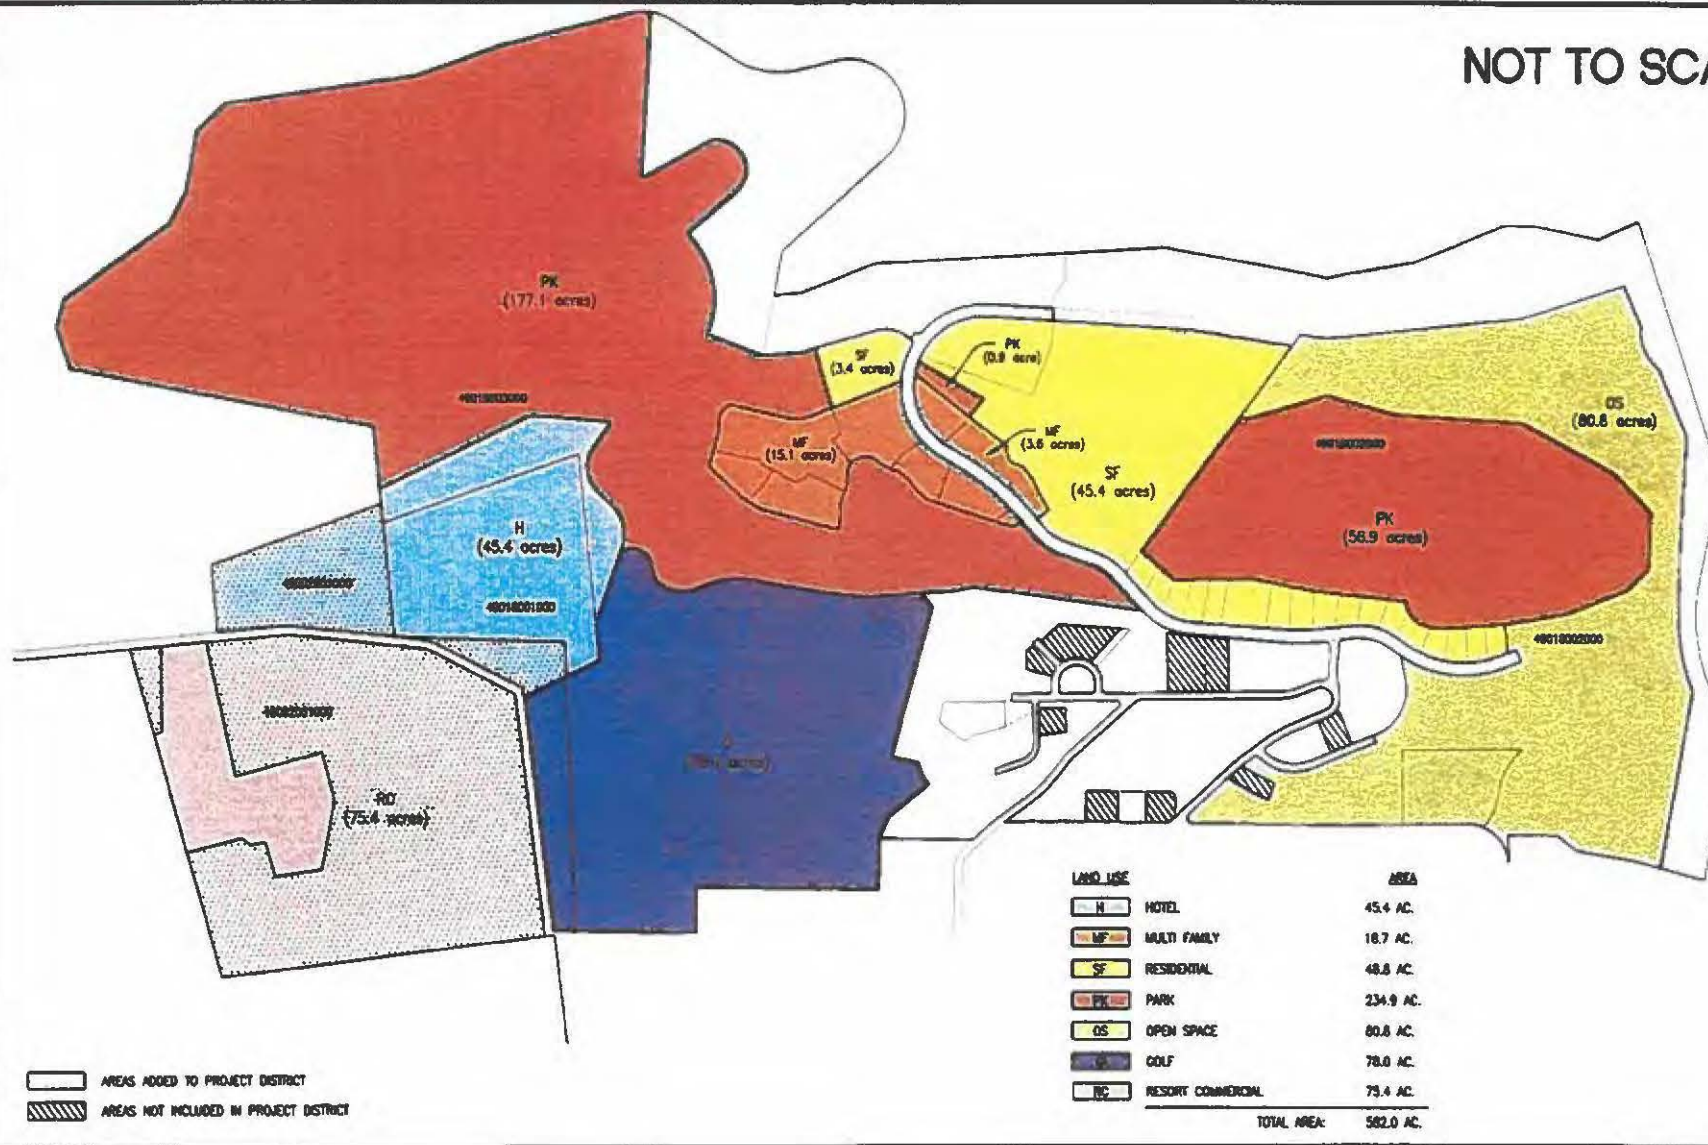 NOT TO SC
PK
(177.1 acres)
SF
(3.4 acres)
PK
(0.9 acre)
OS
(80.8 acres)
MF
(15.1 acres)
MF
(3.6 acres)
SF
(45.4 acres)
PK
(56.9 acres)
H
(45.4 acres)
49018001000
49018002000
(75.4 acres)
LAND USE AREA
H HOTEL 45.4 AC.
MF MULTI FAMILY 18.7 AC.
SF RESIDENTIAL 48.8 AC.
PK PARK 234.9 AC.
OS OPEN SPACE 80.8 AC.
GOLF 78.0 AC.
RC RESORT COMMERCIAL 75.4 AC.
TOTAL AREA: 582.0 AC.
AREAS ADDED TO PROJECT DISTRICT
AREAS NOT INCLUDED IN PROJECT DISTRICT